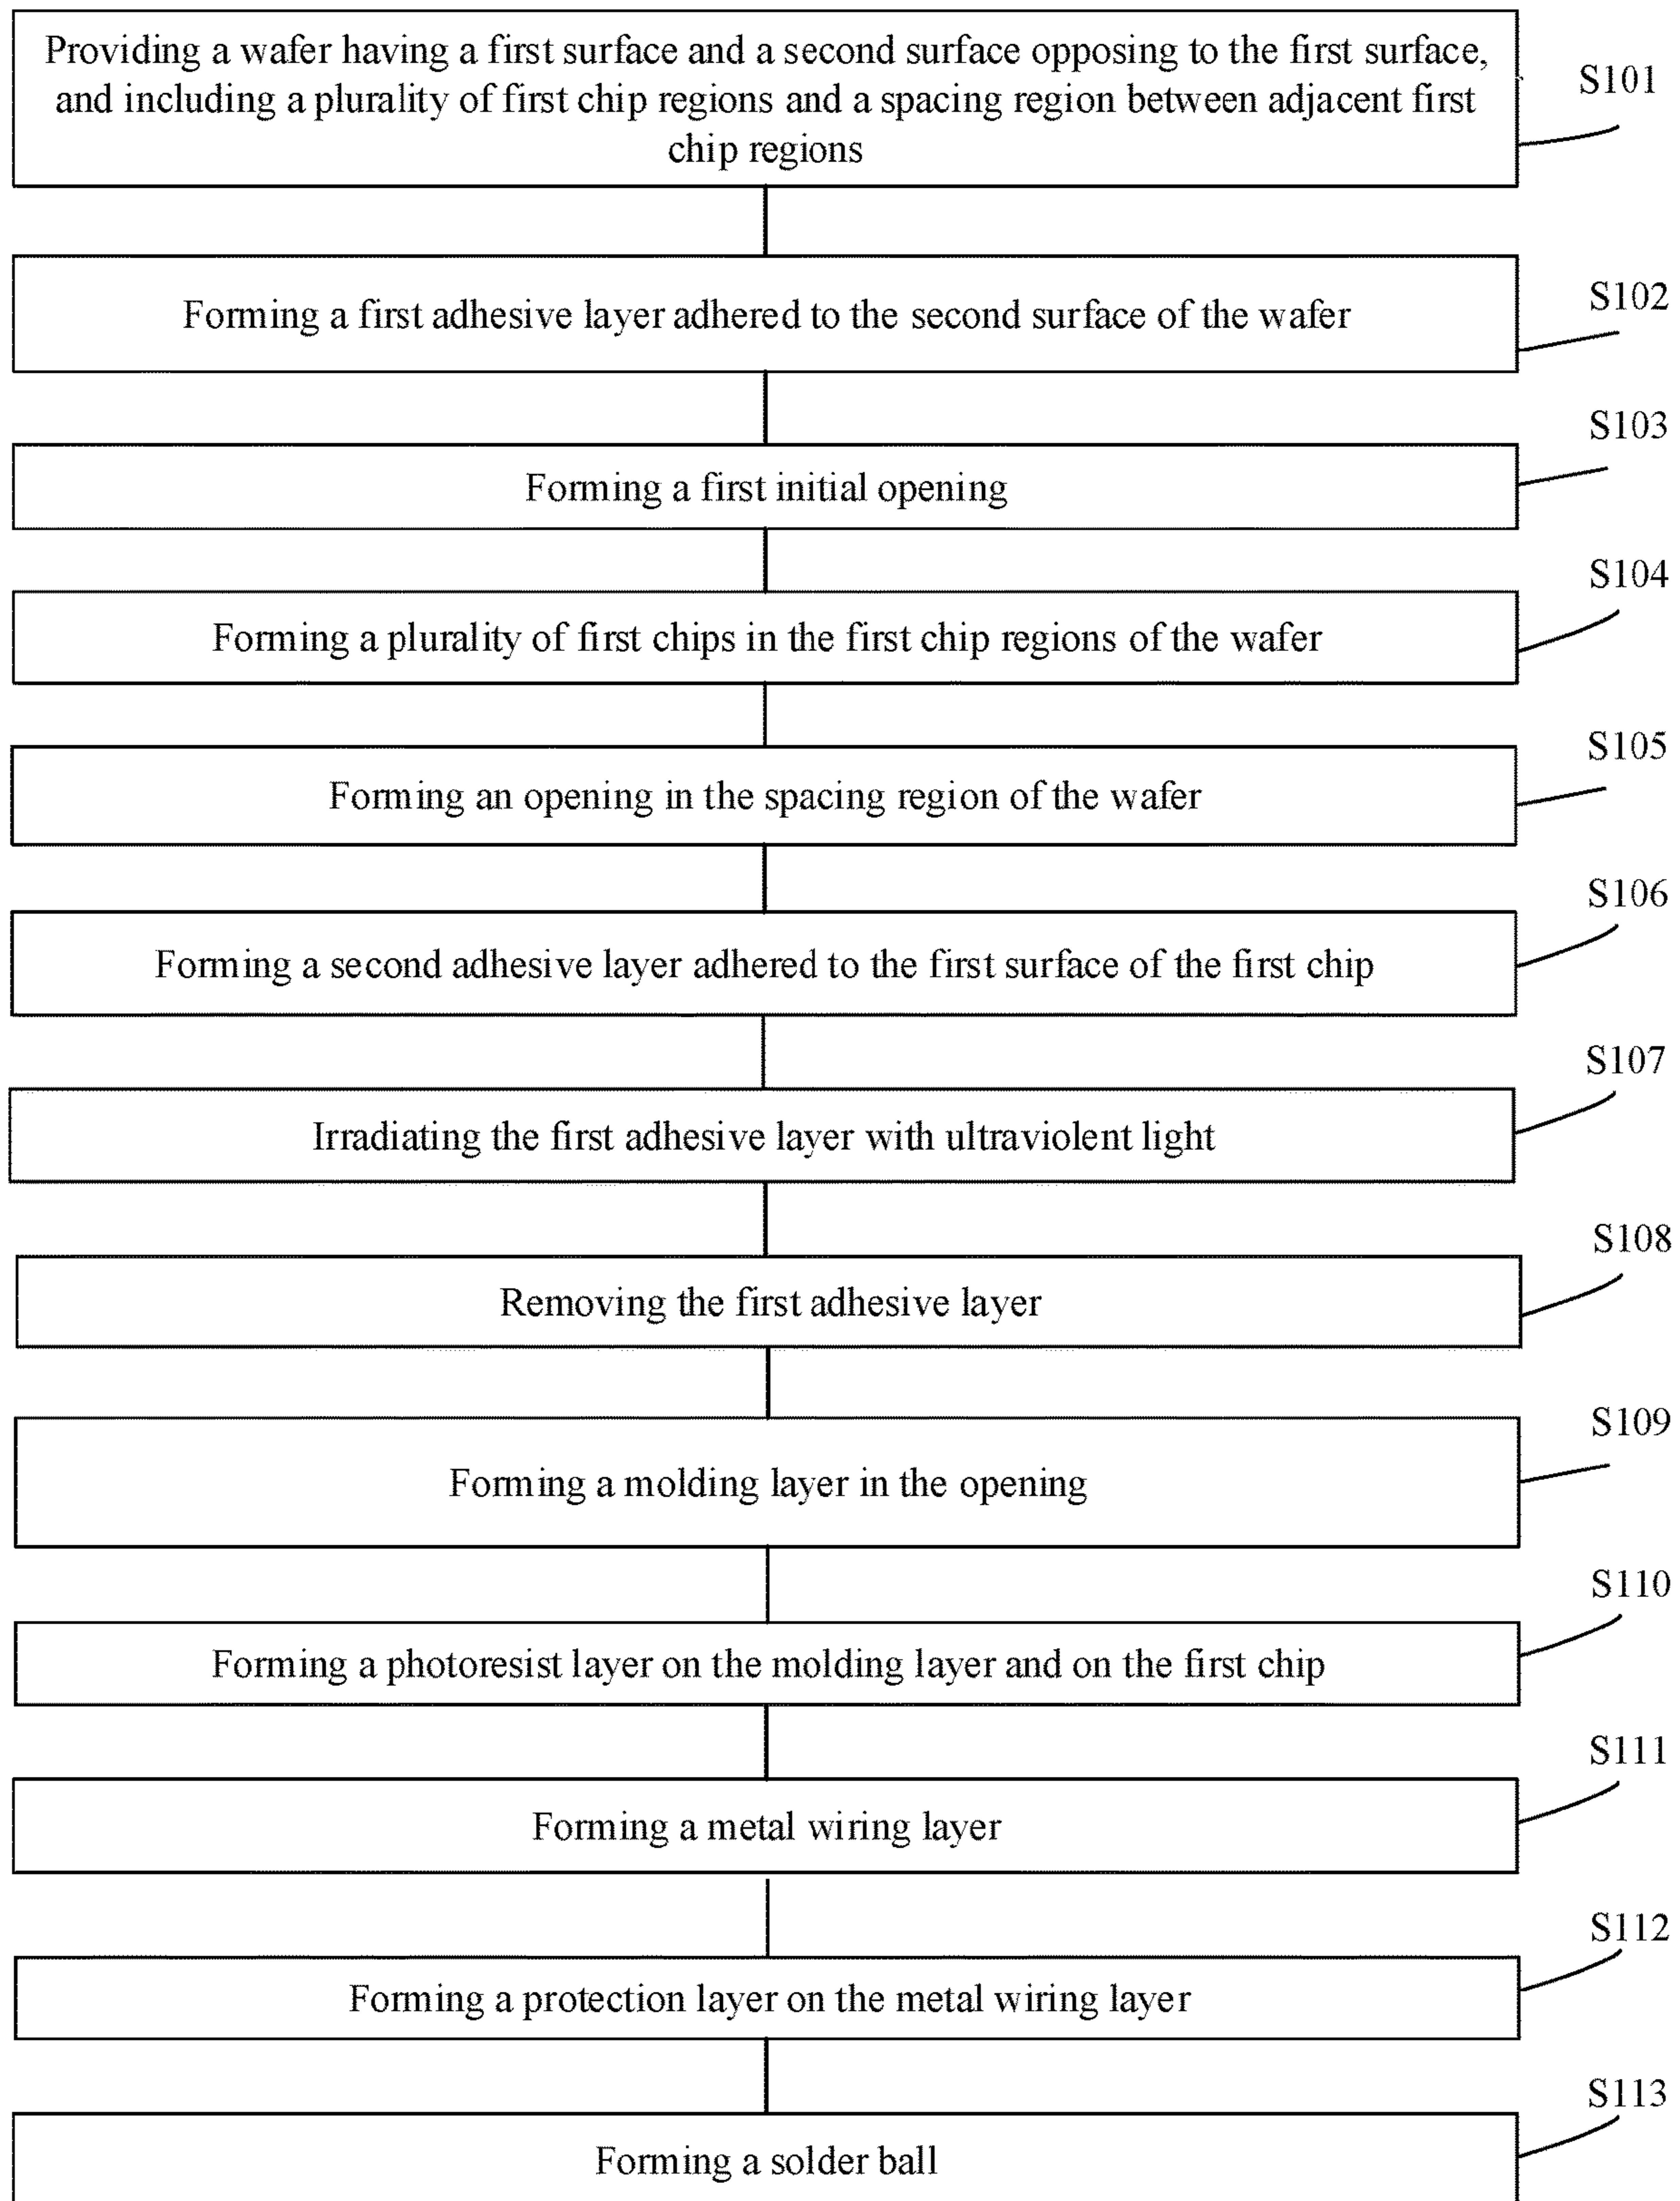 Providing a wafer having a first surface and a second surface opposing to the first surface,
and including a plurality of first chip regions and a spacing region between adjacent first
chip regions
S101
Forming a first adhesive layer adhered to the second surface of the wafer
S102
Forming a first initial opening
S103
Forming a plurality of first chips in the first chip regions of the wafer
S104
Forming an opening in the spacing region of the wafer
S105
Forming a second adhesive layer adhered to the first surface of the first chip
S106
Irradiating the first adhesive layer with ultraviolent light
S107
Removing the first adhesive layer
S108
Forming a molding layer in the opening
S109
Forming a photoresist layer on the molding layer and on the first chip
S110
Forming a metal wiring layer
S111
Forming a protection layer on the metal wiring layer
S112
Forming a solder ball
S113